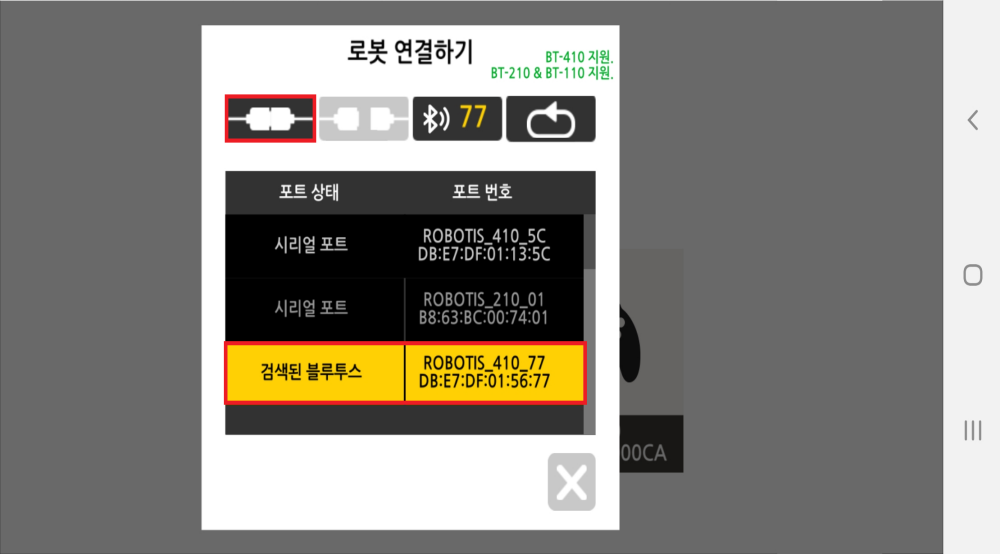 로봇 연결하기
BT-410 지원.
BT-210 & BT-110 지원.
77
포트 상태 포트 번호
시리얼 포트 ROBOTIS_410_5C
DB:E7:DF:01:13:5C
시리얼 포트 ROBOTIS_210_01
B8:63:BC:00:74:01
검색된 블루투스 ROBOTIS_410_77
DB:E7:DF:01:56:77
00CA